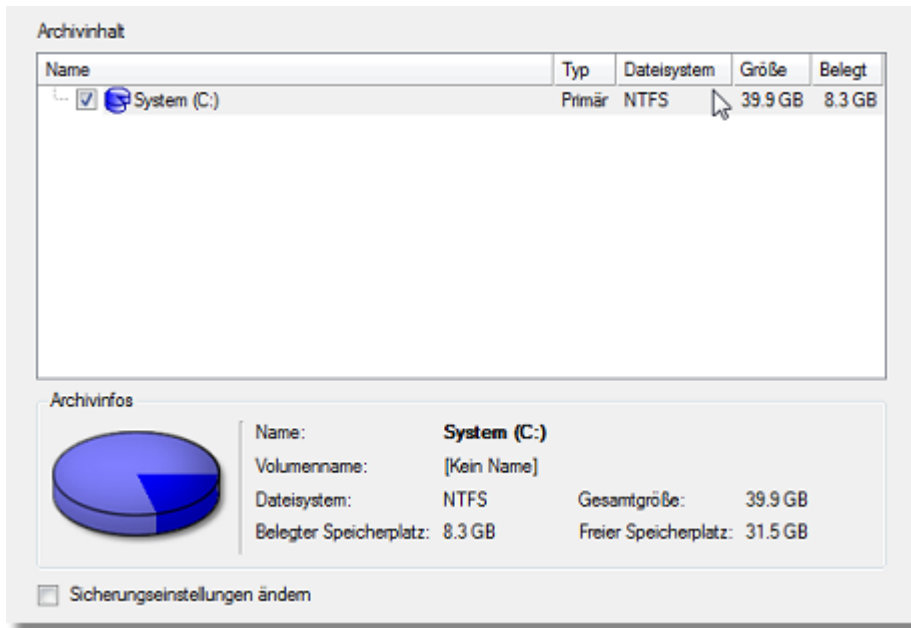 Archivinhalt
Name Typ Dateisystem Größe Belegt
System (C:) Primär NTFS 39.9 GB 8.3 GB
Archivinfos
Name: System (C:)
Volumenname: [Kein Name]
Dateisystem: NTFS Gesamtgröße: 39.9 GB
Belegter Speicherplatz: 8.3 GB Freier Speicherplatz: 31.5 GB
Sicherungseinstellungen ändern